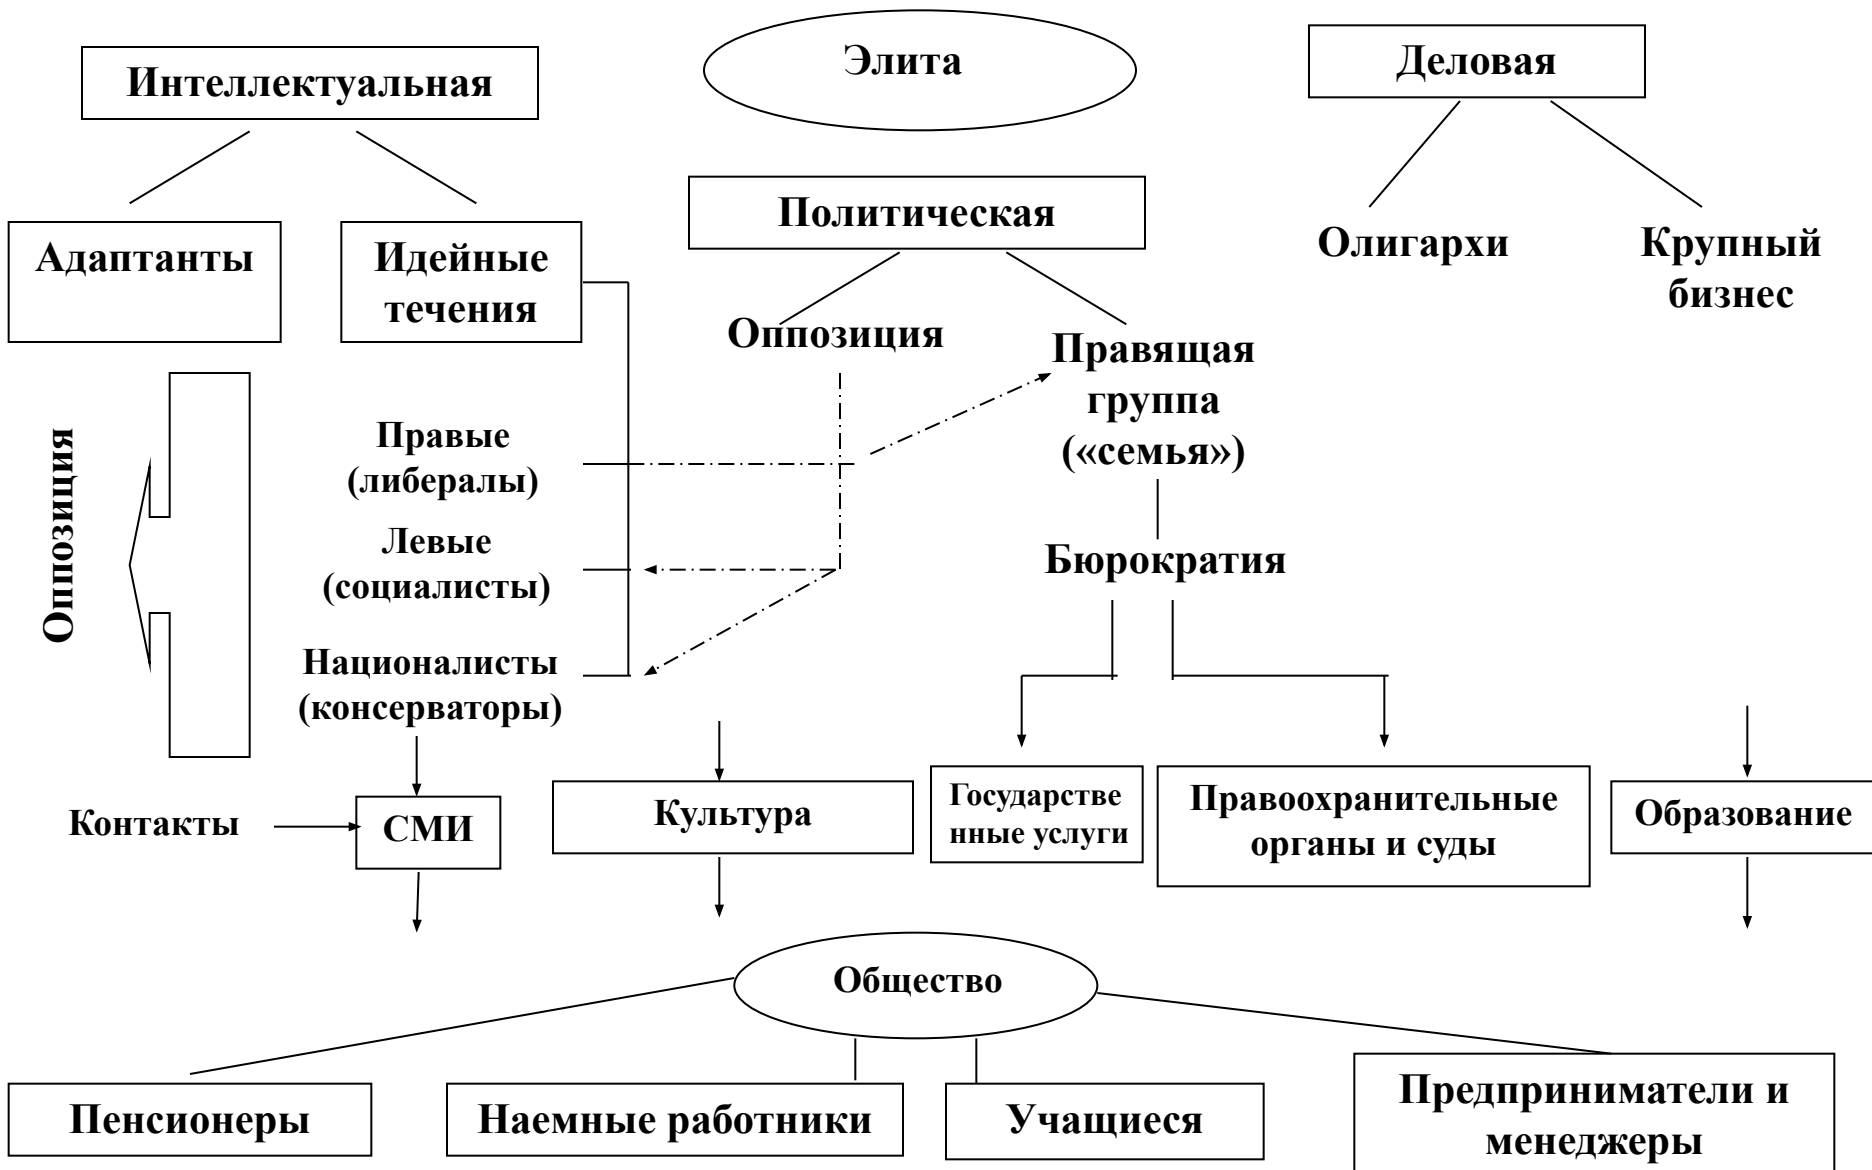 Элита
Интеллектуальная
Деловая
Политическая
Адаптанты
Идейные
течения
Олигархи
Крупный
бизнес
Оппозиция
Правящая
группа
(«семья»)
Оппозиция
Правые
(либералы)
Левые
(социалисты)
Бюрократия
Националисты
(консерваторы)
Контакты
СМИ
Культура
Государстве
нные услуги
Правоохранительные
органы и суды
Образование
Общество
Пенсионеры
Наемные работники
Учащиеся
Предприниматели и
менеджеры